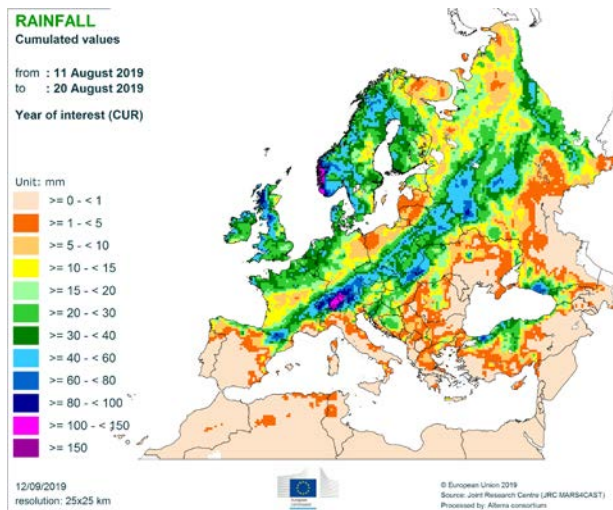 RAINFALL
Cumulated values
from : 11 August 2019
to : 20 August 2019
Year of interest (CUR)
Unit: mm
>= 0 - < 1
>= 1 - < 5
>= 5 - < 10
>= 10 - < 15
>= 15 - < 20
>= 20 - < 30
>= 30 - < 40
>= 40 - < 60
>= 60 - < 80
>= 80 - < 100
>= 100 - < 150
>= 150
12/09/2019
resolution: 25x25 km
European
Commission
© European Union 2019
Source: Joint Research Centre (JRC MARS4CAST)
Processed by: Alterra consortium